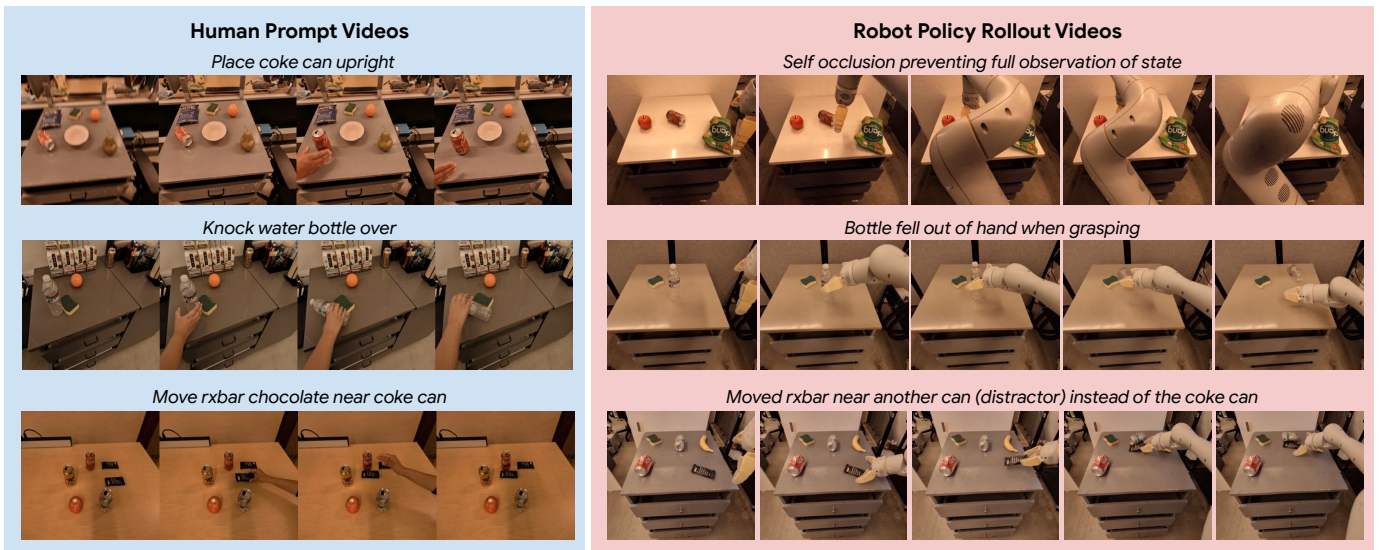 Human Prompt Videos
Place coke can upright
Knock water bottle over
Move rxbar chocolate near coke can
Robot Policy Rollout Videos
Self occlusion preventing full observation of state
Bottle fell out of hand when grasping
Moved rxbar near another can (distractor) instead of the coke can